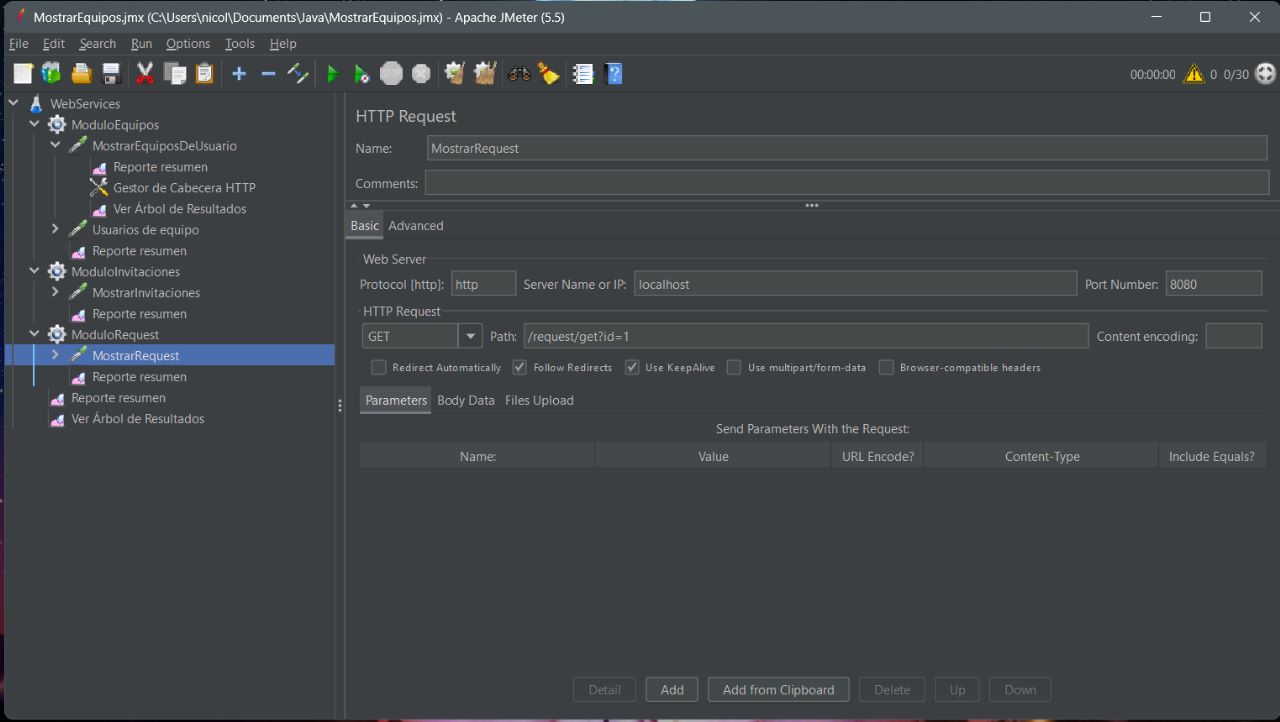 MostrarEquipos.jmx (C:\Users\nicol\Documents\Java\MostrarEquipos.jmx) - Apache JMeter (5.5)
File Edit Search Run Options Tools Help
STOP
00:00:00 0 0/30
WebServices
ModuloEquipos
MostrarEquiposDeUsuario
Reporte resumen
Gestor de Cabecera HTTP
Ver Árbol de Resultados
Usuarios de equipo
Reporte resumen
ModuloInvitaciones
MostrarInvitaciones
Reporte resumen
ModuloRequest
MostrarRequest
Reporte resumen
Reporte resumen
Ver Árbol de Resultados
HTTP Request
Name: MostrarRequest
Comments:
Basic Advanced
Web Server
Protocol [http]: http Server Name or IP: localhost Port Number: 8080
HTTP Request
GET Path: /request/get?id=1 Content encoding:
Redirect Automatically Follow Redirects Use KeepAlive Use multipart/form-data Browser-compatible headers
Parameters Body Data Files Upload
Send Parameters With the Request:
Name: Value URL Encode? Content-Type Include Equals?
Detail Add Add from Clipboard Delete Up Down